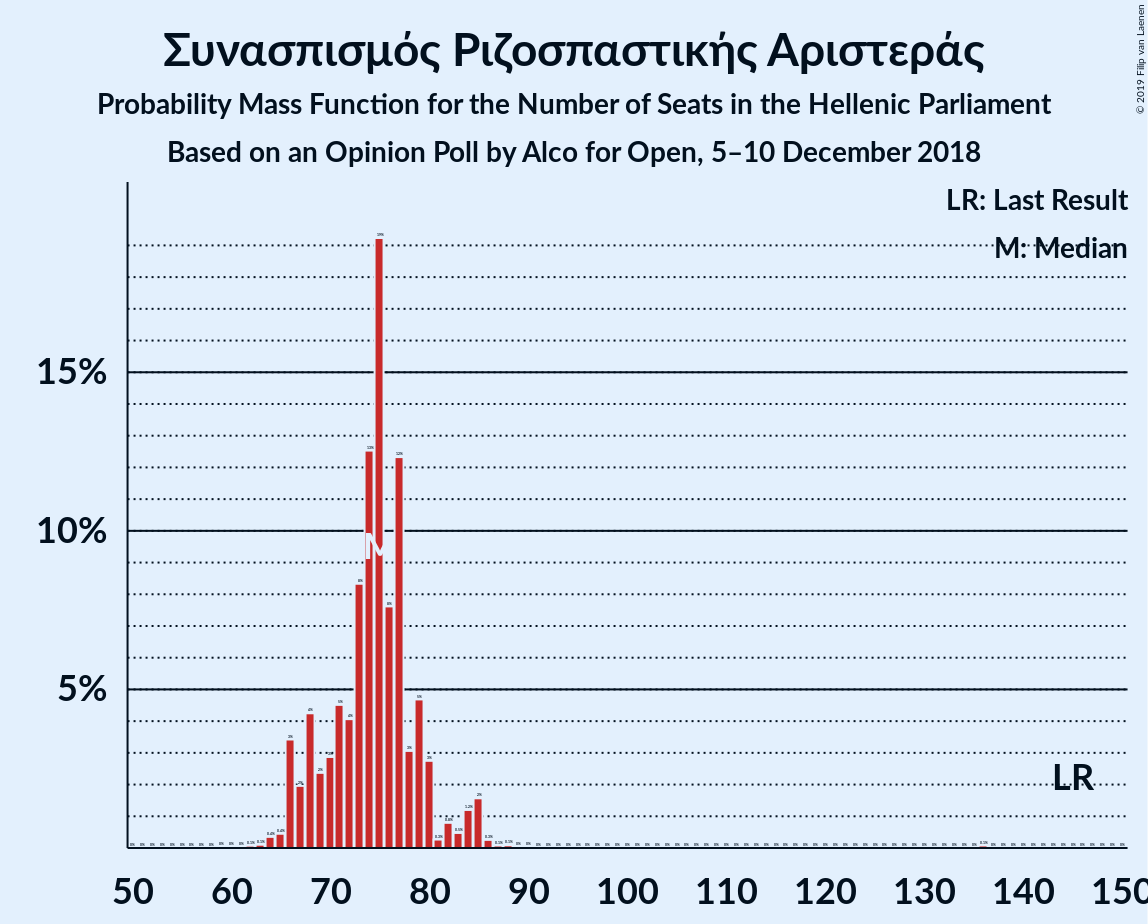 Συνασπισμός Ριζοσπαστικής Αριστεράς
Probability Mass Function for the Number of Seats in the Hellenic Parliament
Based on an Opinion Poll by Alco for Open, 5–10 December 2018
© 2019 Filip van Laenen
LR: Last Result
M: Median
15%
10%
5%
M
LR
50 60 70 80 90 100 110 120 130 140 150